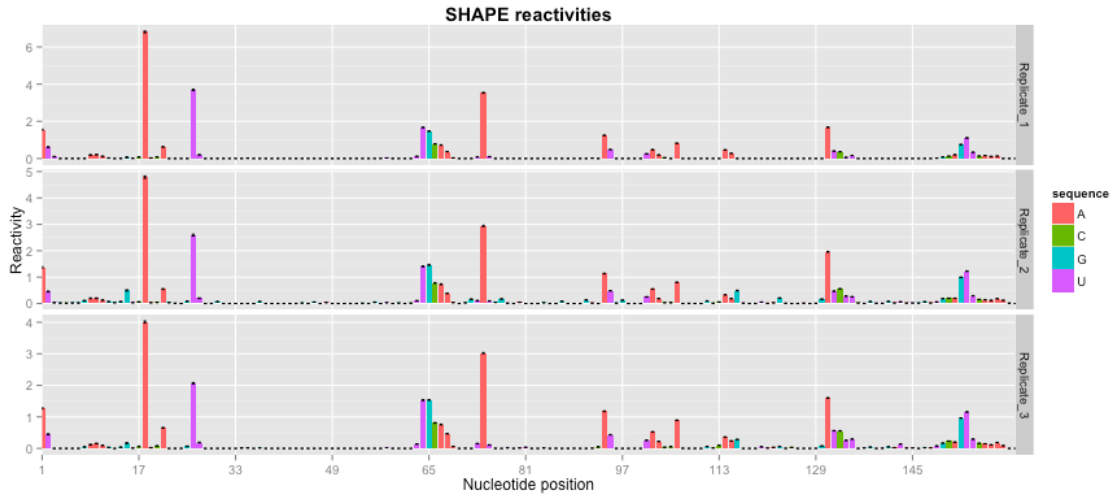 SHAPE reactivities
Reactivity
6
4
2
0
Replicate_1
5
4
3
2
1
0
Replicate_2
4
3
2
1
0
Replicate_3
1 17 33 49 65 81 97 113 129 145
Nucleotide position
sequence
A
C
G
U